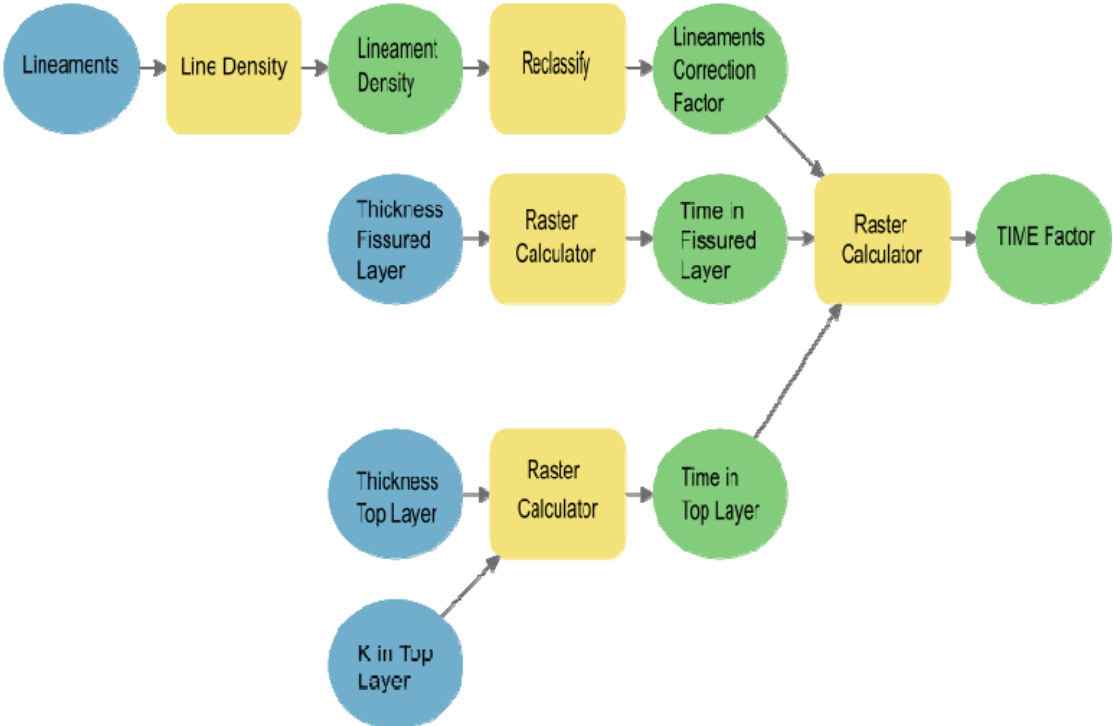 Lineaments
Line Density
Lineament
Density
Reclassify
Lineaments
Correction
Factor
Thickness
Fissured
Layer
Raster
Calculator
Time in
Fissured
Layer
Raster
Calculator
TIME Factor
Thickness
Top Layer
Raster
Calculator
Time in
Top Layer
K in Top
Layer